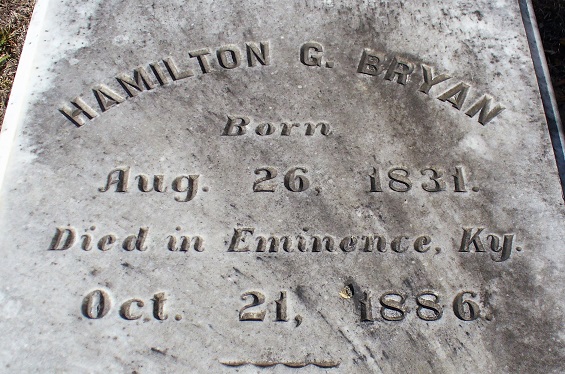 HAMILTON G. BRYAN
Born
Aug. 26, 1831.
Died in Eminence, Ky.
Oct. 21, 1886.